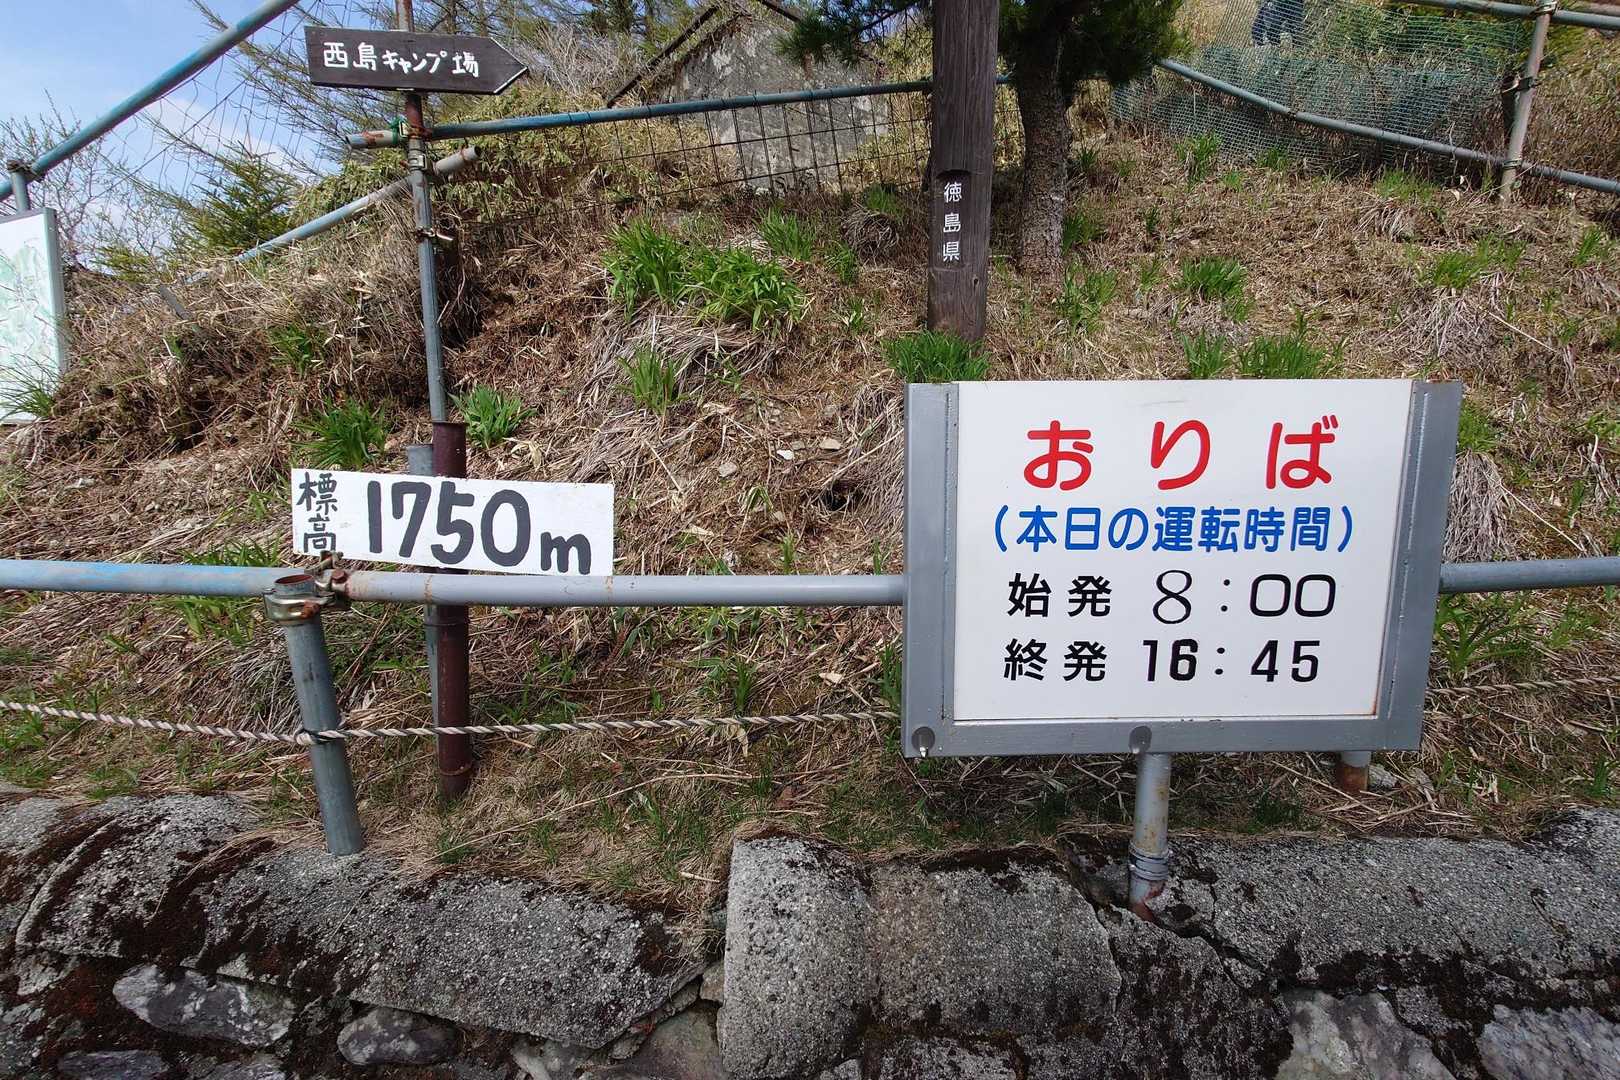 西島キャンプ場
徳島県
標高 1750m
おりば
(本日の運転時間)
始発 8:00
終発 16:45